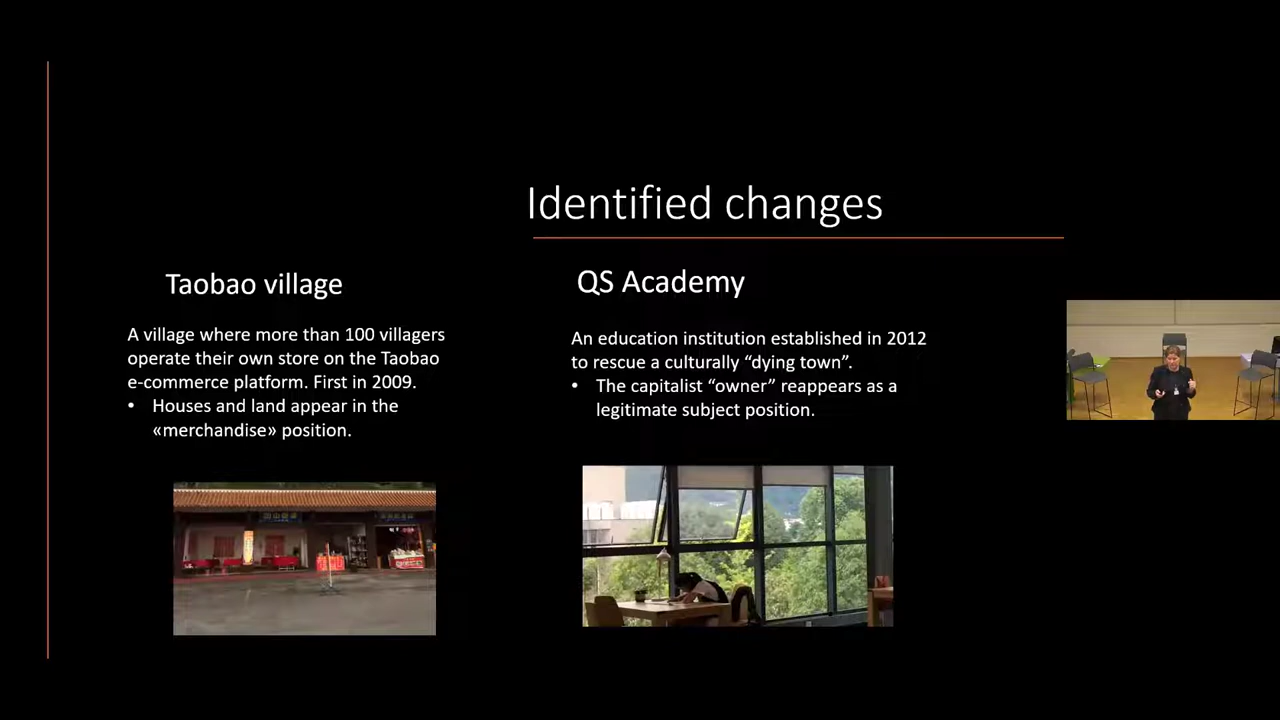 Identified changes
Taobao village
A village where more than 100 villagers
operate their own store on the Taobao
e-commerce platform. First in 2009.
• Houses and land appear in the
«merchandise» position.
QS Academy
An education institution established in 2012
to rescue a culturally “dying town”.
• The capitalist “owner” reappears as a
legitimate subject position.